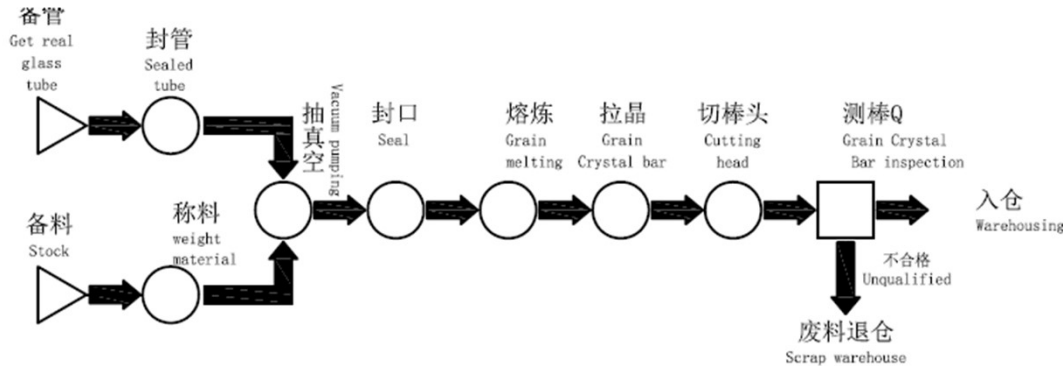 备管
Get real
glass
tube
封管
Sealed
tube
抽真空
Vacuum pumping
封口
Seal
熔炼
Grain
melting
拉晶
Grain
Crystal bar
切棒头
Cutting
head
测棒Q
Grain Crystal
Bar inspection
备料
Stock
称料
weight
material
入仓
Warehousing
不合格
Unqualified
废料退仓
Scrap warehouse